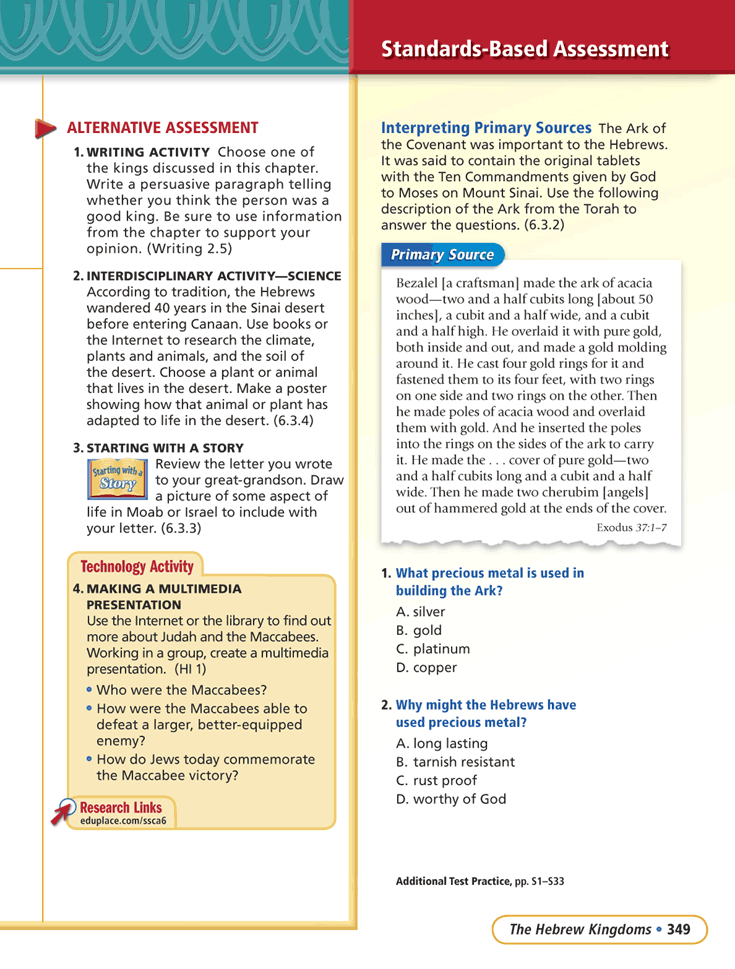 Standards-Based Assessment
ALTERNATIVE ASSESSMENT
1. WRITING ACTIVITY Choose one of
the kings discussed in this chapter.
Write a persuasive paragraph telling
whether you think the person was a
good king. Be sure to use information
from the chapter to support your
opinion. (Writing 2.5)
2. INTERDISCIPLINARY ACTIVITY—SCIENCE
According to tradition, the Hebrews
wandered 40 years in the Sinai desert
before entering Canaan. Use books or
the Internet to research the climate,
plants and animals, and the soil of
the desert. Choose a plant or animal
that lives in the desert. Make a poster
showing how that animal or plant has
adapted to life in the desert. (6.3.4)
3. STARTING WITH A STORY
Starting with a
Story
Review the letter you wrote
to your great-grandson. Draw
a picture of some aspect of
life in Moab or Israel to include with
your letter. (6.3.3)
Technology Activity
4. MAKING A MULTIMEDIA
PRESENTATION
Use the Internet or the library to find out
more about Judah and the Maccabees.
Working in a group, create a multimedia
presentation. (HI 1)
• Who were the Maccabees?
• How were the Maccabees able to
defeat a larger, better-equipped
enemy?
• How do Jews today commemorate
the Maccabee victory?
Research Links
eduplace.com/ssca6
Interpreting Primary Sources The Ark of
the Covenant was important to the Hebrews.
It was said to contain the original tablets
with the Ten Commandments given by God
to Moses on Mount Sinai. Use the following
description of the Ark from the Torah to
answer the questions. (6.3.2)
Primary Source
Bezalel [a craftsman] made the ark of acacia
wood—two and a half cubits long [about 50
inches], a cubit and a half wide, and a cubit
and a half high. He overlaid it with pure gold,
both inside and out, and made a gold molding
around it. He cast four gold rings for it and
fastened them to its four feet, with two rings
on one side and two rings on the other. Then
he made poles of acacia wood and overlaid
them with gold. And he inserted the poles
into the rings on the sides of the ark to carry
it. He made the . . . cover of pure gold—two
and a half cubits long and a cubit and a half
wide. Then he made two cherubim [angels]
out of hammered gold at the ends of the cover.
Exodus 37:1–7
1. What precious metal is used in
building the Ark?
A. silver
B. gold
C. platinum
D. copper
2. Why might the Hebrews have
used precious metal?
A. long lasting
B. tarnish resistant
C. rust proof
D. worthy of God
Additional Test Practice, pp. S1–S33
The Hebrew Kingdoms • 349